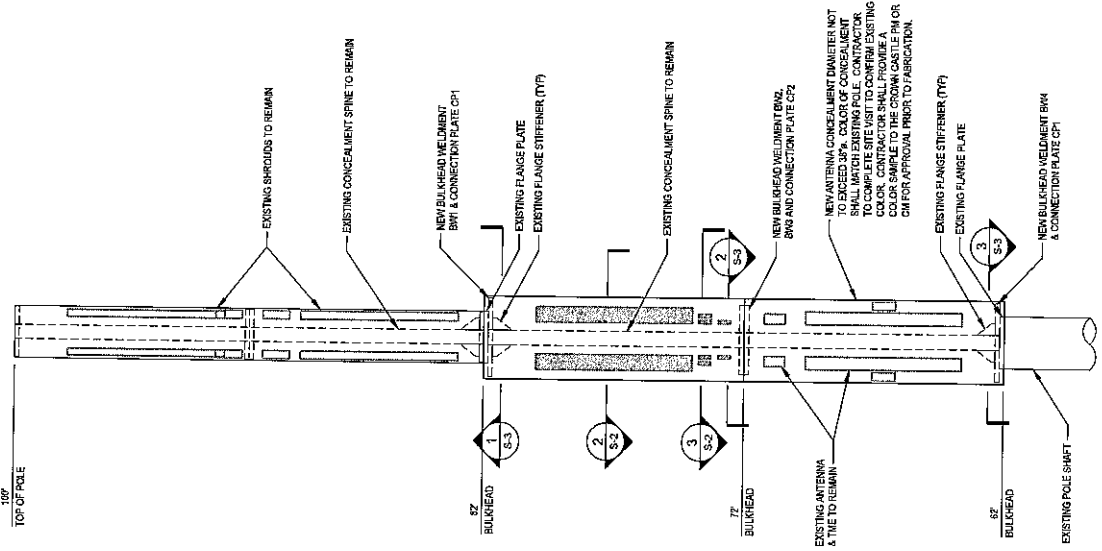 100'
TOP OF POLE
EXISTING SHROUDS TO REMAIN
EXISTING CONCEALMENT SPINE TO REMAIN
82'
BULKHEAD
NEW BULKHEAD WELDMENT
BW1 & CONNECTION PLATE CP1
EXISTING FLANGE PLATE
EXISTING FLANGE STIFFENER (TYP)
1
S-3
EXISTING CONCEALMENT SPINE TO REMAIN
2
S-2
3
S-2
2
S-3
72'
BULKHEAD
NEW BULKHEAD WELDMENT BW2,
BW3 AND CONNECTION PLATE CP2
EXISTING ANTENNA
& TME TO REMAIN
NEW ANTENNA CONCEALMENT DIAMETER NOT
TO EXCEED 38"ø. COLOR OF CONCEALMENT
SHALL MATCH EXISTING POLE. CONTRACTOR
TO COMPLETE SITE VISIT TO CONFIRM EXISTING
COLOR. CONTRACTOR SHALL PROVIDE A
COLOR SAMPLE TO THE CROWN CASTLE PM OR
CM FOR APPROVAL PRIOR TO FABRICATION.
EXISTING FLANGE STIFFENER (TYP)
EXISTING FLANGE PLATE
3
S-3
62'
BULKHEAD
NEW BULKHEAD WELDMENT BW4
& CONNECTION PLATE CP1
EXISTING POLE SHAFT